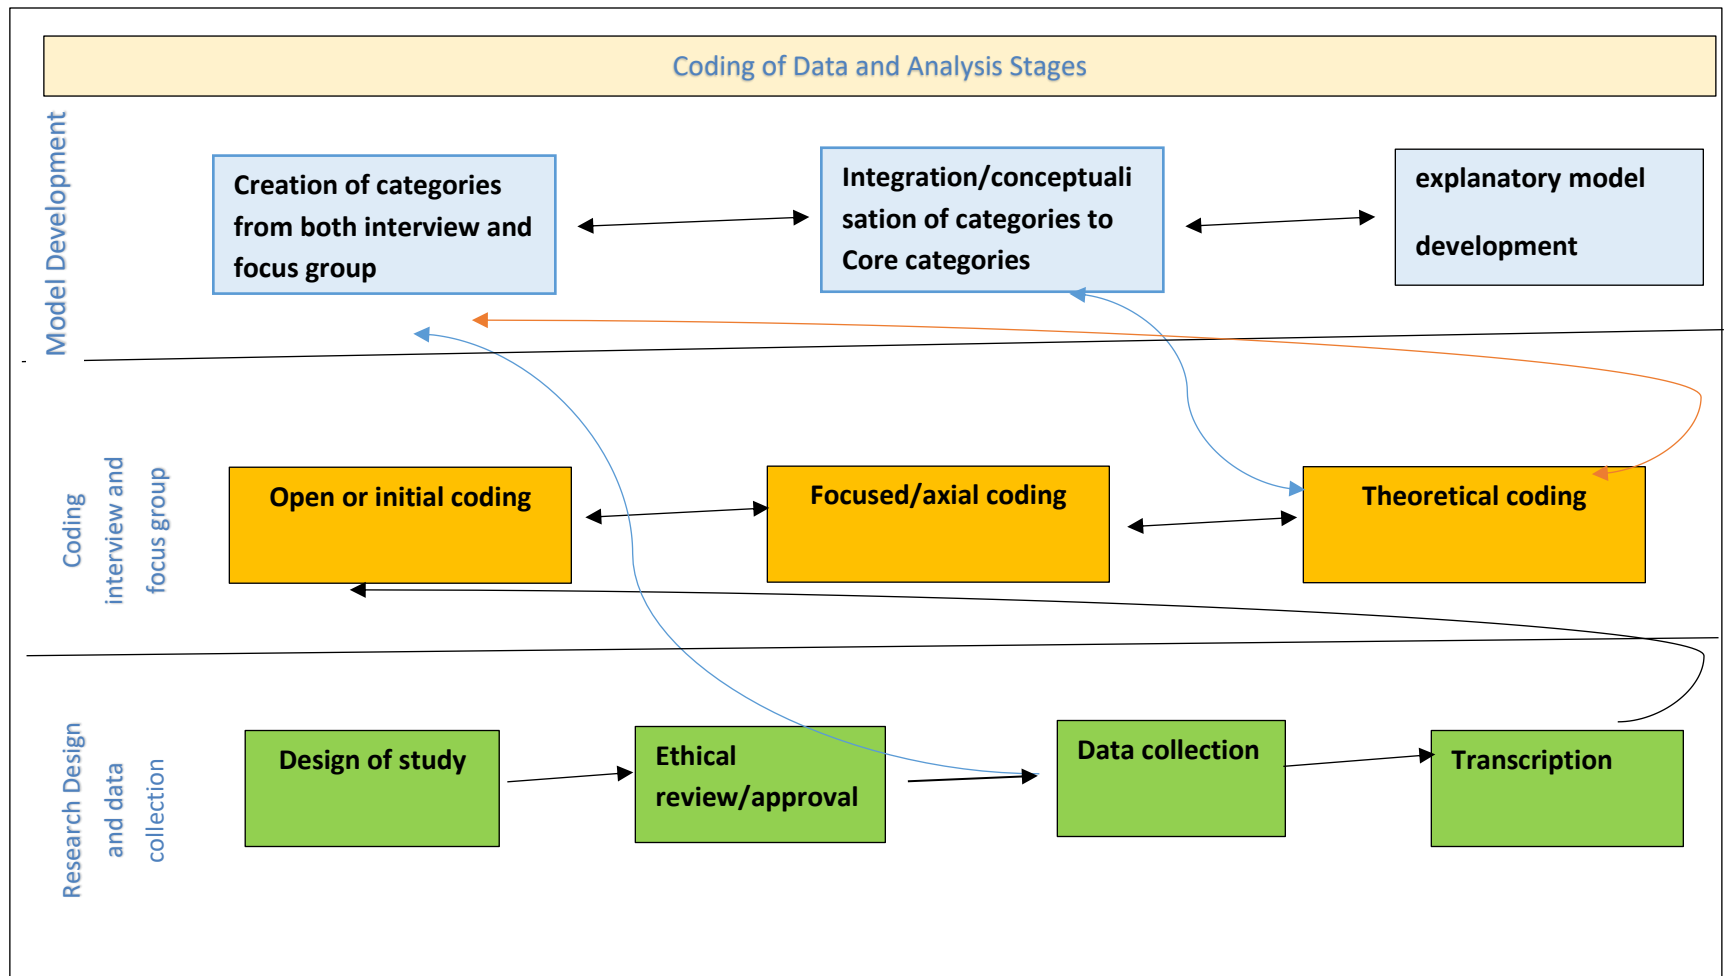 Coding of Data and Analysis Stages
Model Development
Creation of categories
from both interview and
focus group
Integration/conceptuali
sation of categories to
Core categories
explanatory model
development
Coding
interview and
focus group
Open or initial coding
Focused/axial coding
Theoretical coding
Research Design
and data
collection
Design of study
Ethical
review/approval
Data collection
Transcription